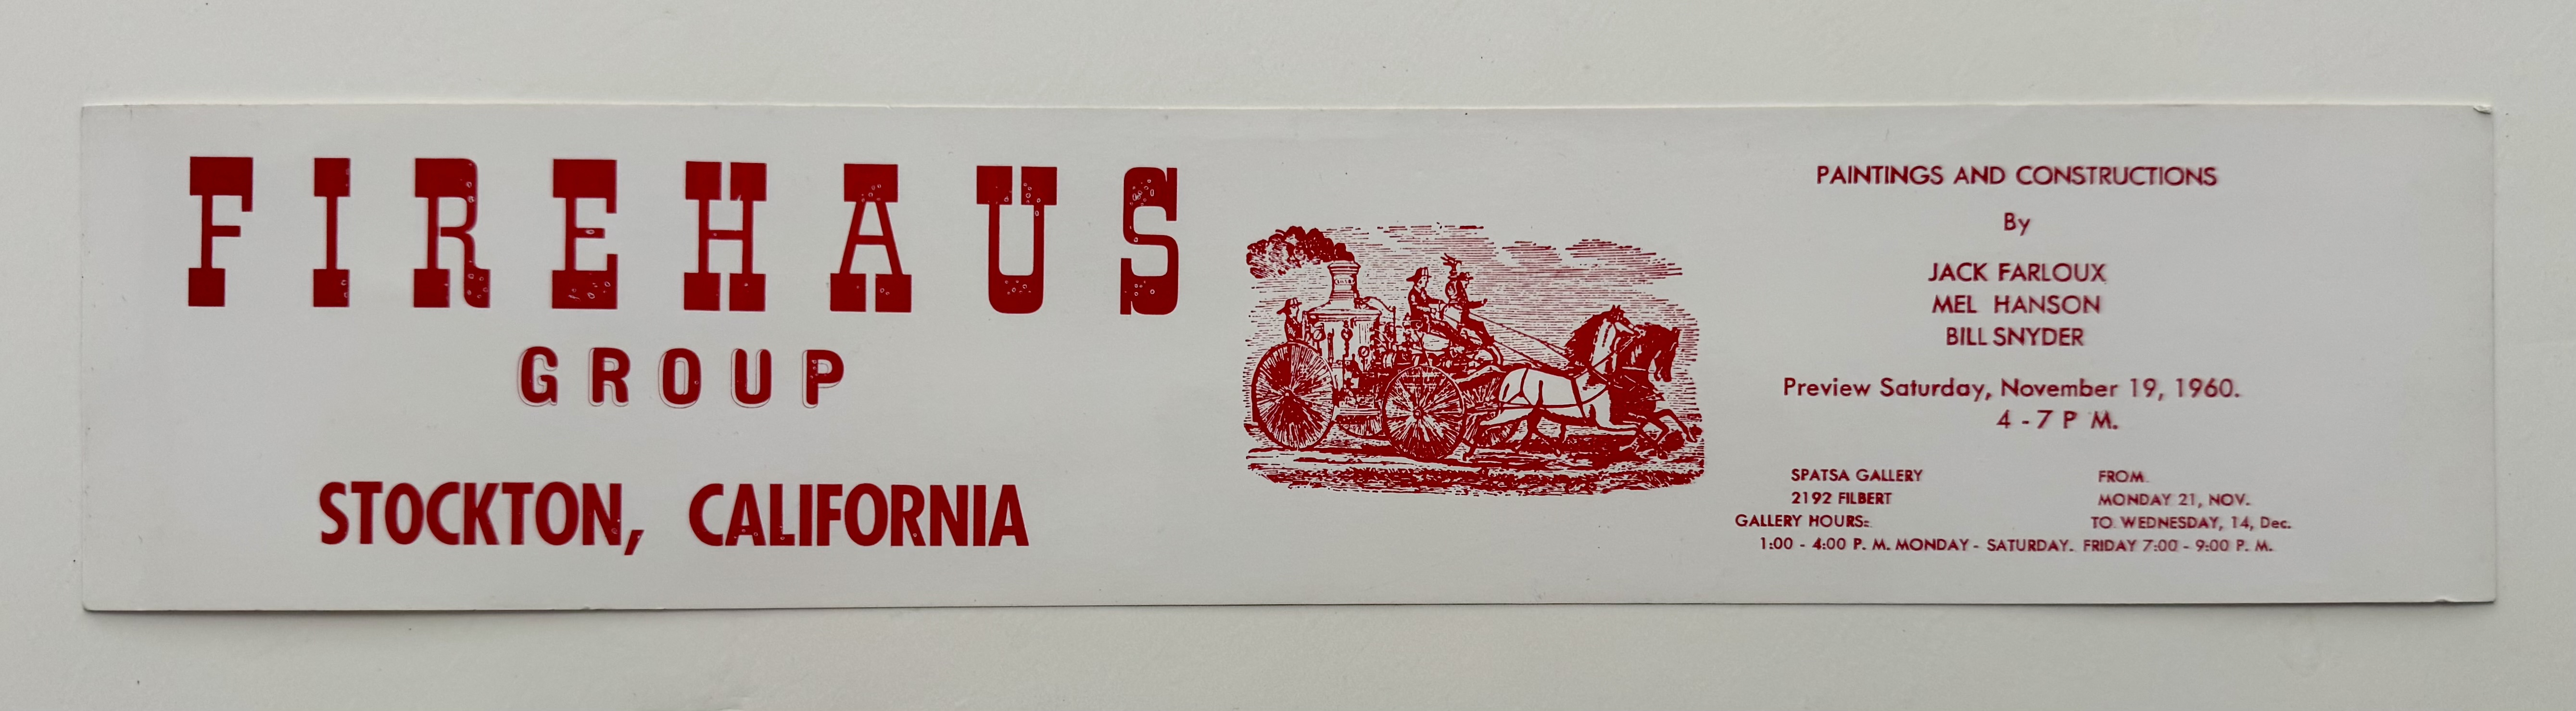 FIREHAUS
GROUP
STOCKTON, CALIFORNIA
PAINTINGS AND CONSTRUCTIONS
By
JACK FARLOUX
MEL HANSON
BILL SNYDER
Preview Saturday, November 19, 1960.
4 - 7 P M.
SPATSA GALLERY
2192 FILBERT
GALLERY HOURS:
FROM
MONDAY 21, NOV.
TO WEDNESDAY, 14, Dec.
1:00 - 4:00 P. M. MONDAY - SATURDAY. FRIDAY 7:00 - 9:00 P. M.